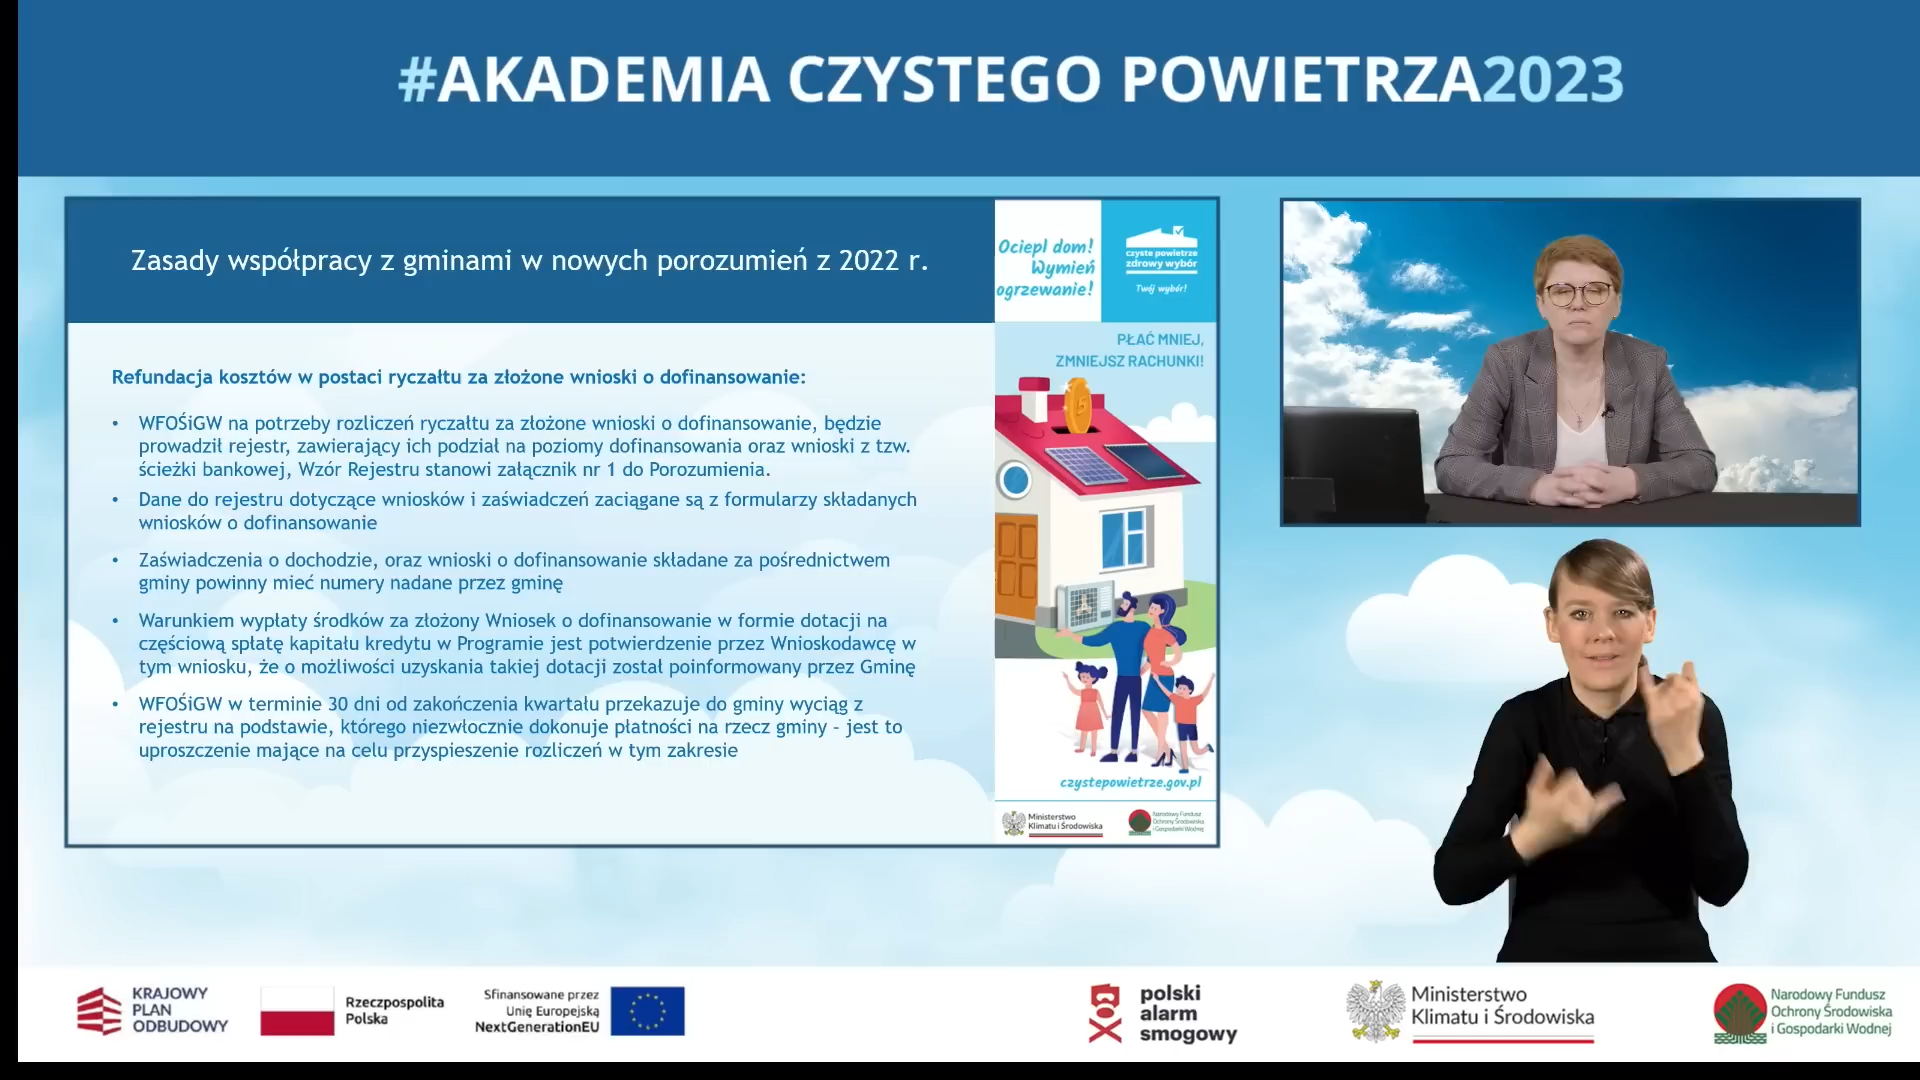 #AKADEMIA CZYSTEGO POWIETRZA2023
Zasady współpracy z gminami w nowych porozumień z 2022 r.
Ociepl dom!
Wymień
ogrzewanie!
czyste powietrze
zdrowy wybór
Twój wybór!
PŁAĆ MNIEJ,
ZMNIEJSZ RACHUNKI!
Refundacja kosztów w postaci ryczałtu za złożone wnioski o dofinansowanie:
• WFOŚiGW na potrzeby rozliczeń ryczałtu za złożone wnioski o dofinansowanie, będzie
prowadził rejestr, zawierający ich podział na poziomy dofinansowania oraz wnioski z tzw.
ścieżki bankowej, Wzór Rejestru stanowi załącznik nr 1 do Porozumienia.
• Dane do rejestru dotyczące wniosków i zaświadczeń zaciągane są z formularzy składanych
wniosków o dofinansowanie
• Zaświadczenia o dochodzie, oraz wnioski o dofinansowanie składane za pośrednictwem
gminy powinny mieć numery nadane przez gminę
• Warunkiem wypłaty środków za złożony Wniosek o dofinansowanie w formie dotacji na
częściową spłatę kapitału kredytu w Programie jest potwierdzenie przez Wnioskodawcę w
tym wniosku, że o możliwości uzyskania takiej dotacji został poinformowany przez Gminę
• WFOŚiGW w terminie 30 dni od zakończenia kwartału przekazuje do gminy wyciąg z
rejestru na podstawie, którego niezwłocznie dokonuje płatności na rzecz gminy – jest to
uproszczenie mające na celu przyspieszenie rozliczeń w tym zakresie
czystepowietrze.gov.pl
Ministerstwo
Klimatu i Środowiska
Narodowy Fundusz
Ochrony Środowiska
i Gospodarki Wodnej
KRAJOWY
PLAN
ODBUDOWY
Rzeczpospolita
Polska
Sfinansowane przez
Unię Europejską
NextGenerationEU
polski
alarm
smogowy
Ministerstwo
Klimatu i Środowiska
Narodowy Fundusz
Ochrony Środowiska
i Gospodarki Wodnej